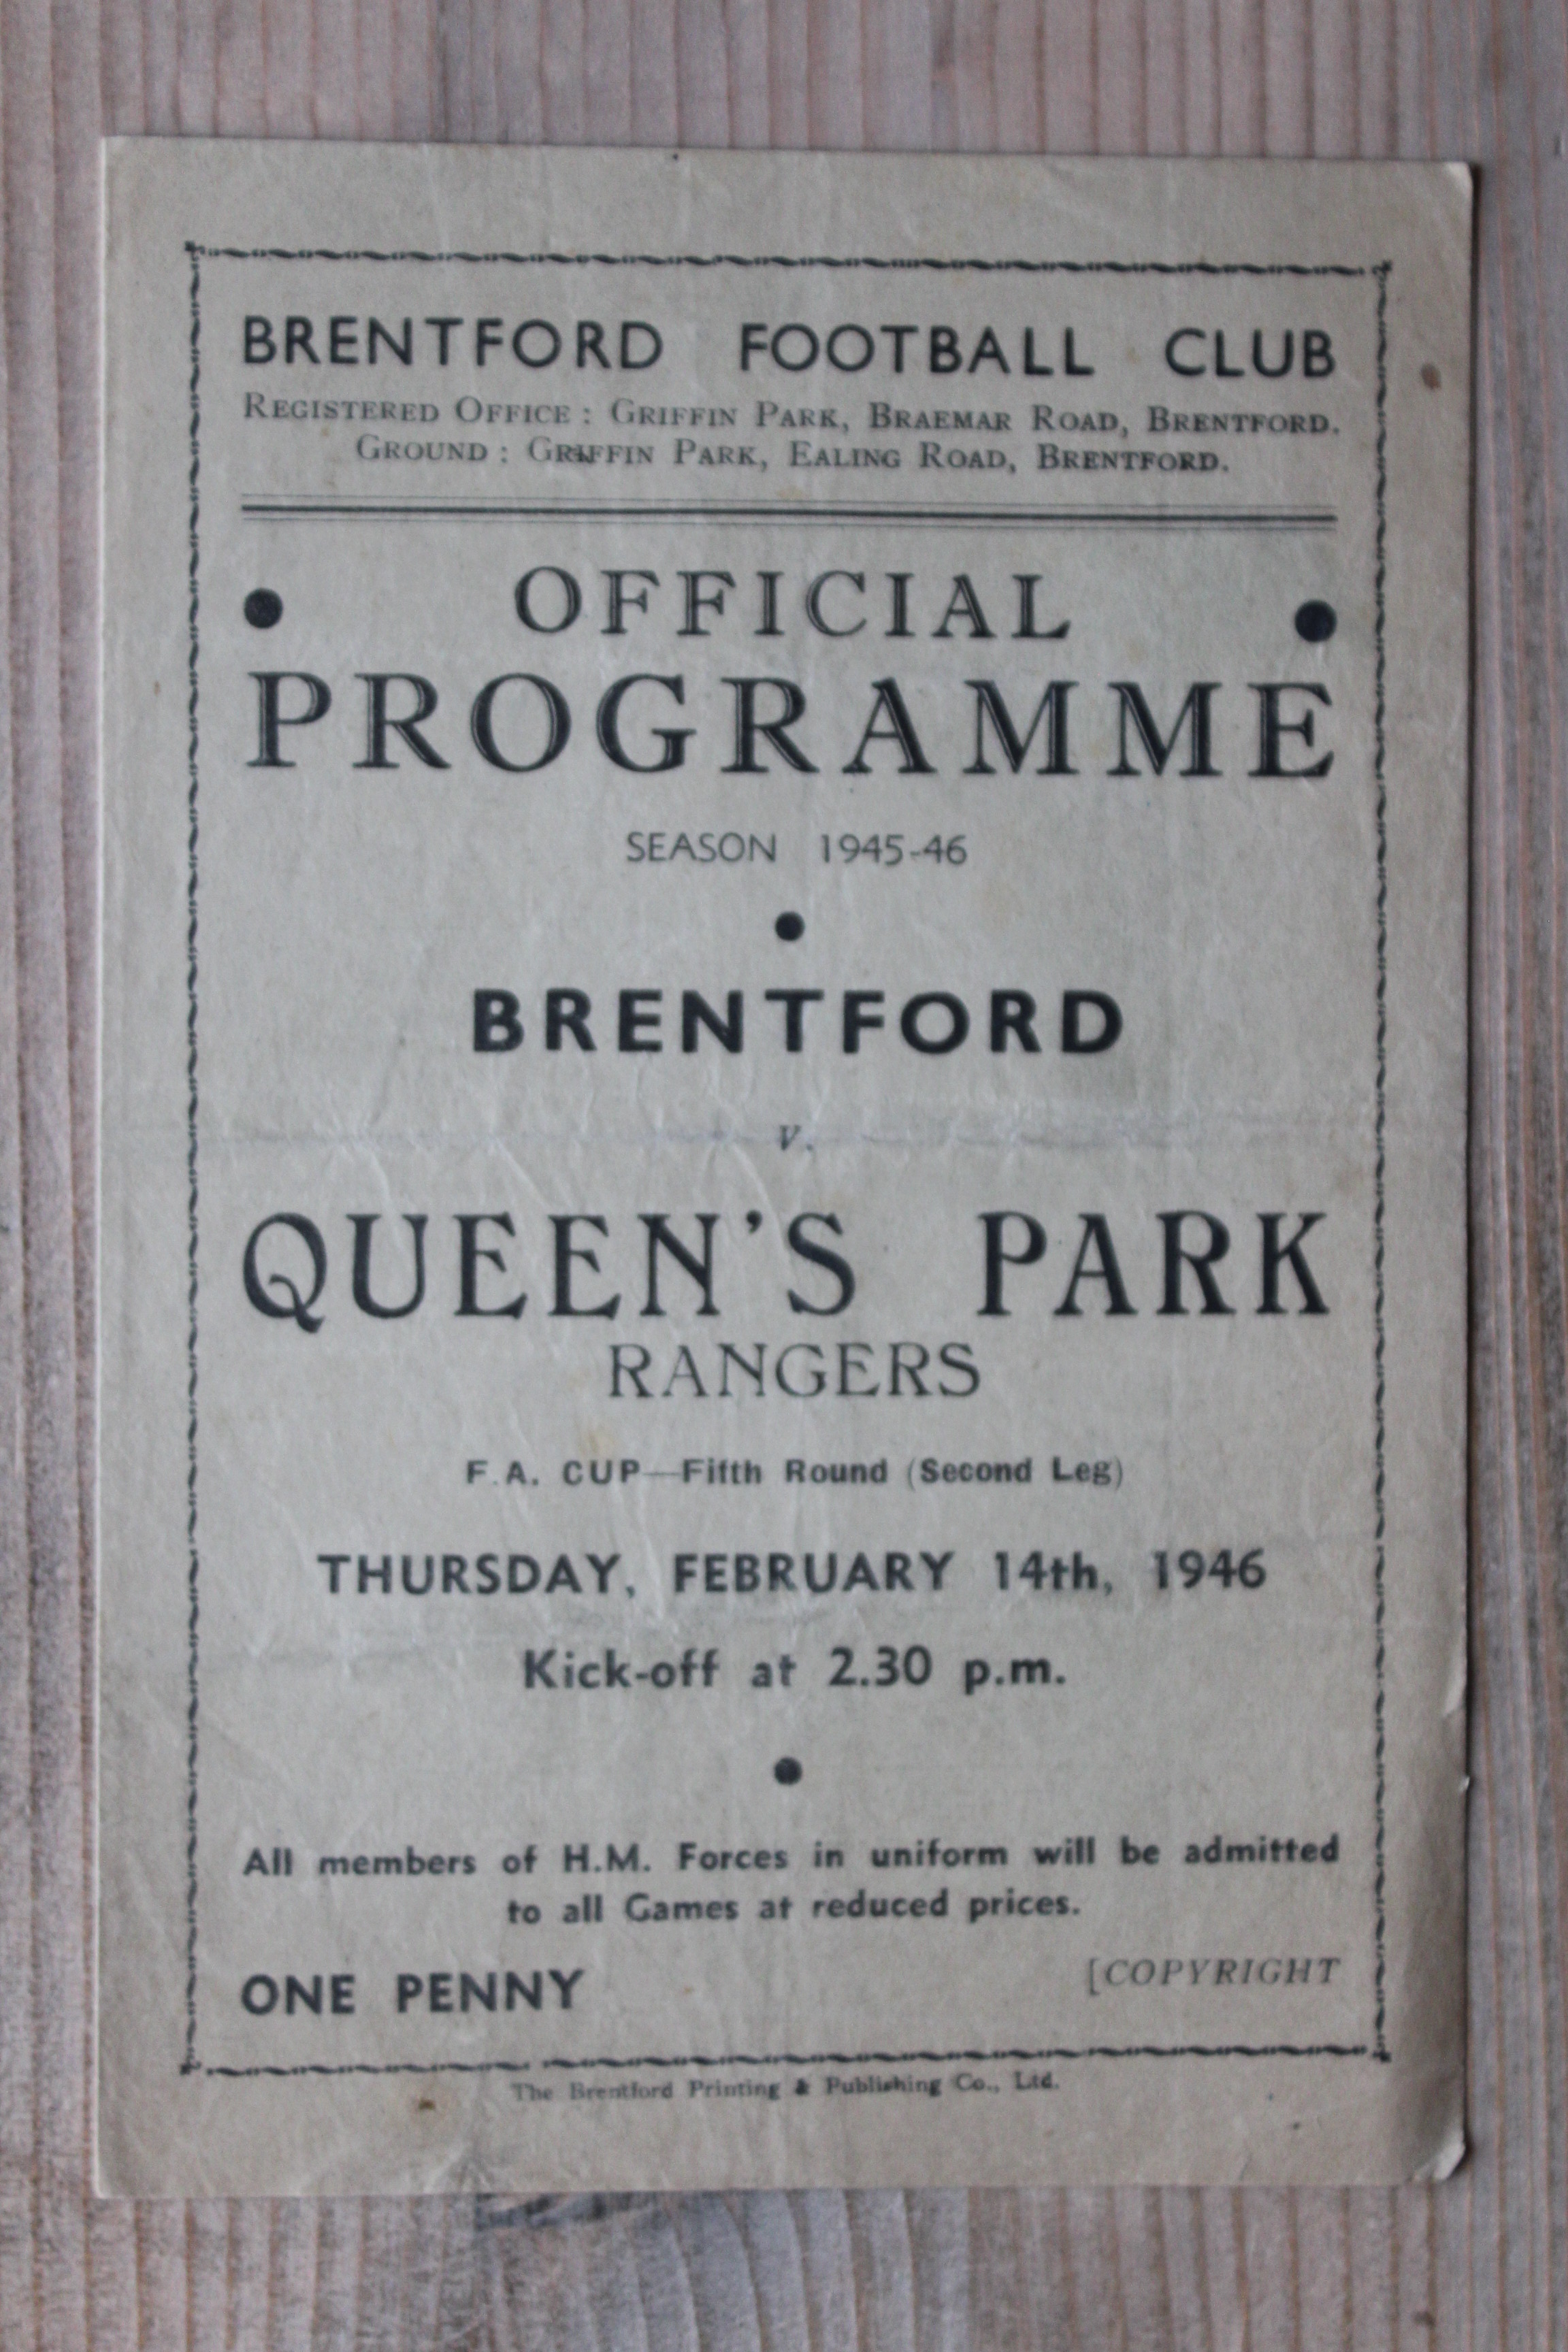 BRENTFORD FOOTBALL CLUB
REGISTERED OFFICE : GRIFFIN PARK, BRAEMAR ROAD, BRENTFORD.
GROUND : GRIFFIN PARK, EALING ROAD, BRENTFORD.
OFFICIAL
PROGRAMME
SEASON 1945-46
BRENTFORD
v.
QUEEN'S PARK
RANGERS
F.A. CUP—Fifth Round (Second Leg)
THURSDAY, FEBRUARY 14th, 1946
Kick-off at 2.30 p.m.
All members of H.M. Forces in uniform will be admitted
to all Games at reduced prices.
ONE PENNY [COPYRIGHT
The Brentford Printing & Publishing Co., Ltd.